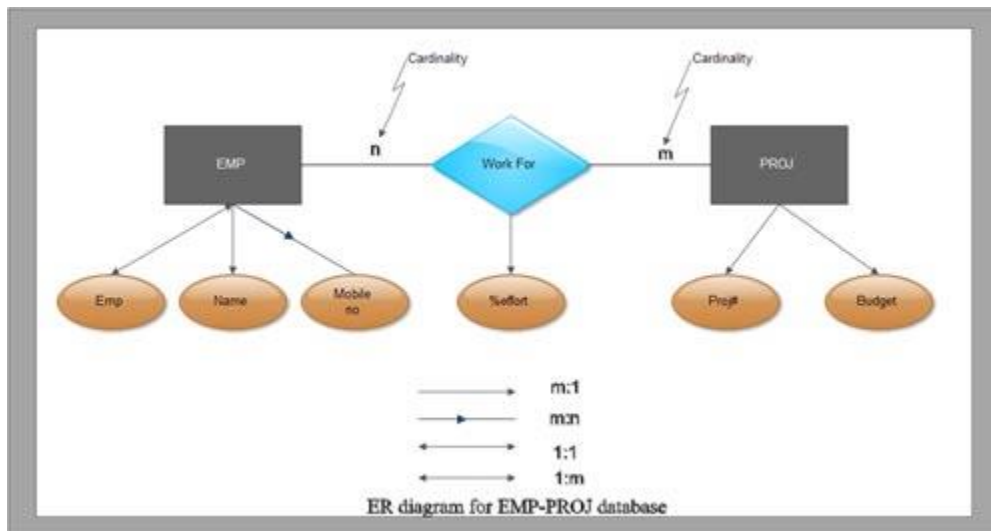 Cardinality
Cardinality
n
m
EMP
Work For
PROJ
Emp
Name
Mobile
no
%effort
Proj#
Budget
m:1
m:n
1:1
1:m
ER diagram for EMP-PROJ database